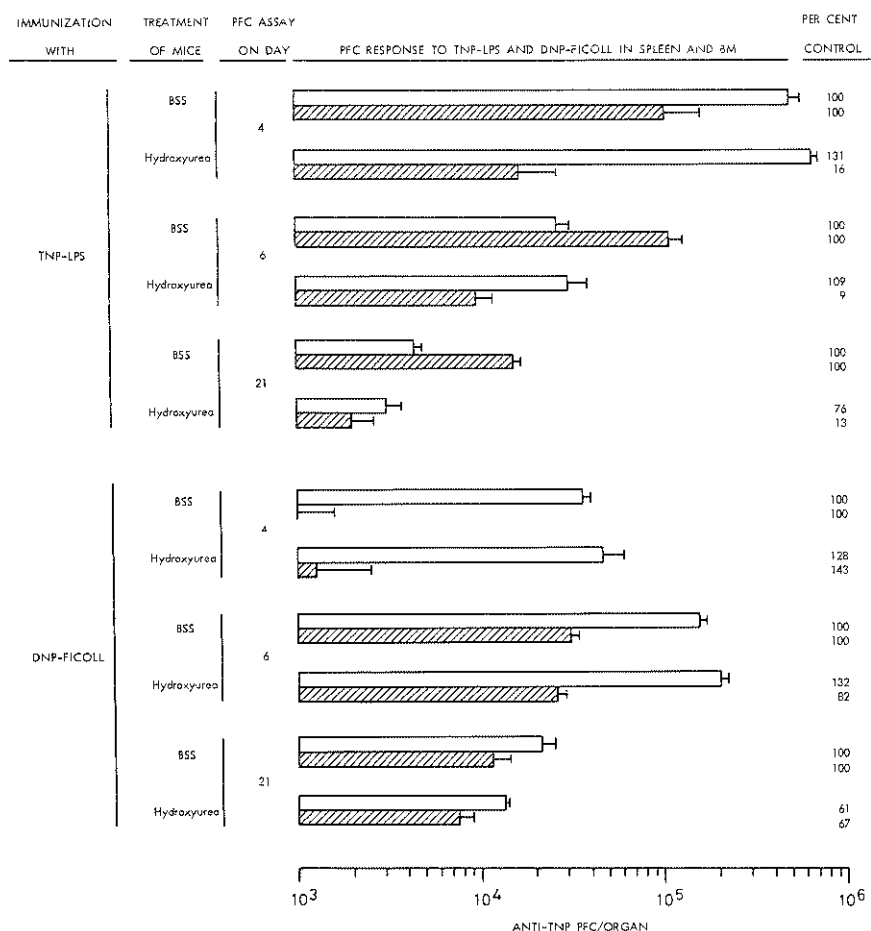 IMMUNIZATION TREATMENT PFC ASSAY PER CENT
WITH OF MICE ON DAY PFC RESPONSE TO TNP-LPS AND DNP-FICOLL IN SPLEEN AND BM CONTROL
BSS 100
100
4
Hydroxyurea 131
16
BSS 100
100
TNP-LPS 6
Hydroxyurea 109
9
BSS 100
100
21
Hydroxyurea 76
13
BSS 100
100
4
Hydroxyurea 128
143
BSS 100
100
DNP-FICOLL 6
Hydroxyurea 132
82
BSS 100
100
21
Hydroxyurea 61
67
10³ 10⁴ 10⁵ 10⁶
ANTI-TNP PFC/ORGAN